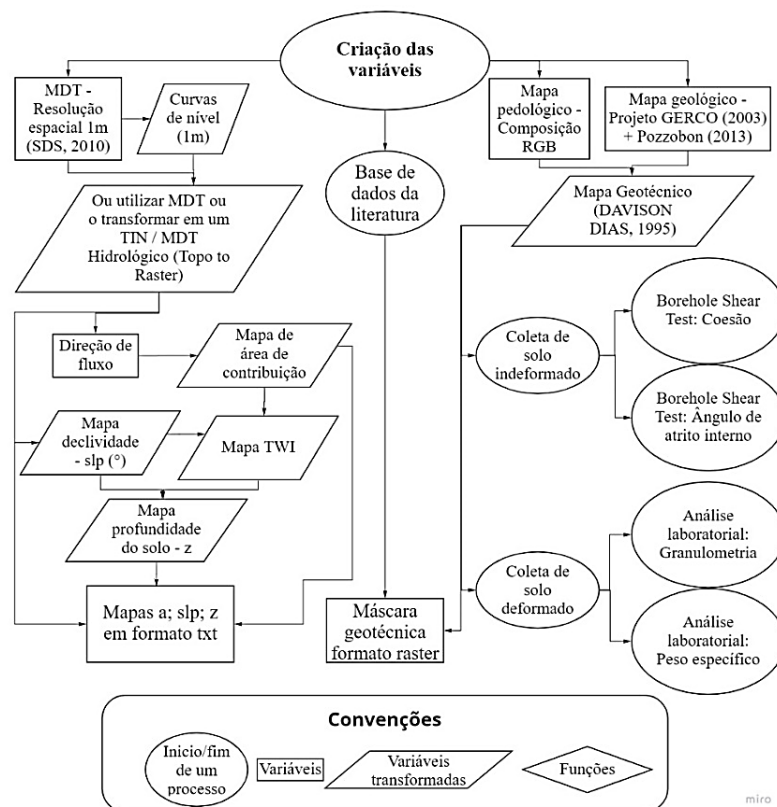 Criação das
variáveis
MDT -
Resolução
espacial 1m
(SDS, 2010)
Curvas
de nível
(1m)
Mapa
pedológico -
Composição
RGB
Mapa geológico -
Projeto GERCO (2003)
+ Pozzobon (2013)
Base de
dados da
literatura
Ou utilizar MDT ou
o transformar em um
TIN / MDT
Hidrológico (Topo to
Raster)
Mapa Geotécnico
(DAVISON
DIAS, 1995)
Direção de
fluxo
Mapa de
área de
contribuição
Coleta de
solo
indeformado
Borehole Shear
Test: Coesão
Borehole Shear
Test: Ângulo de
atrito interno
Mapa
declividade
- slp (°)
Mapa TWI
Mapa
profundidade
do solo - z
Mapas a; slp; z
em formato txt
Máscara
geotécnica
formato raster
Coleta de
solo
deformado
Análise
laboratorial:
Granulometria
Análise
laboratorial:
Peso específico
Convenções
Inicio/fim
de um
processo
Variáveis
Variáveis
transformadas
Funções
miro